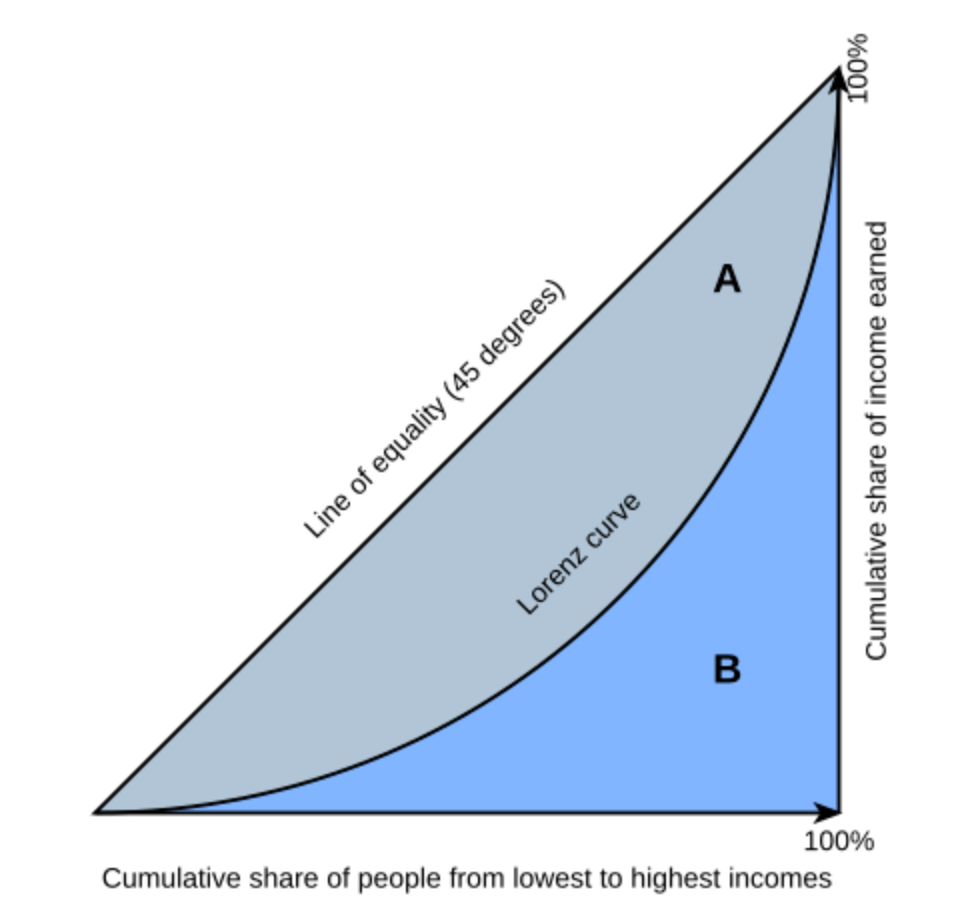 100%
A
Cumulative share of income earned
Line of equality (45 degrees)
Lorenz curve
B
100%
Cumulative share of people from lowest to highest incomes